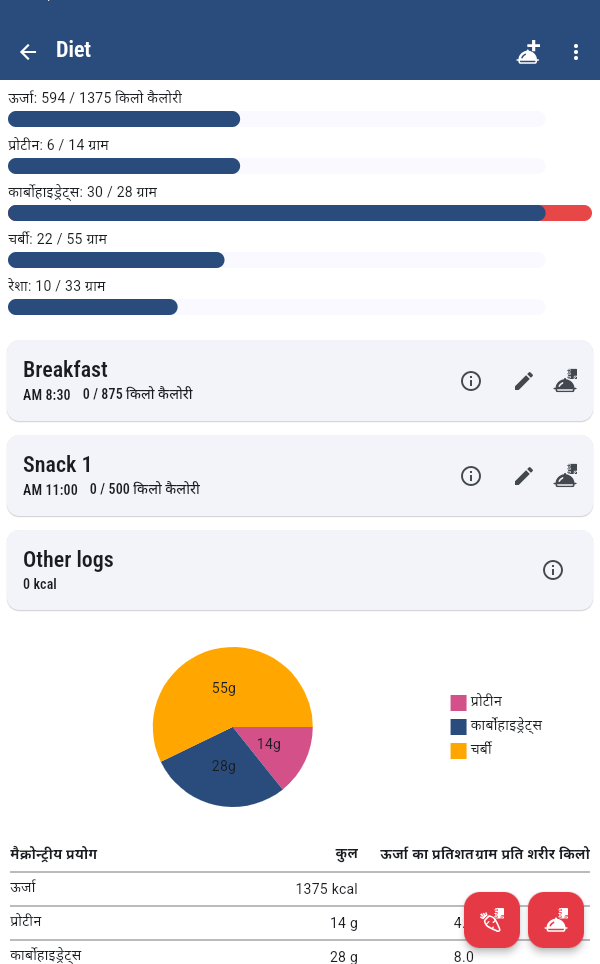 Diet
ऊर्जा: 594 / 1375 किलो कैलोरी
प्रोटीन: 6 / 14 ग्राम
कार्बोहाइड्रेट्स: 30 / 28 ग्राम
चर्बी: 22 / 55 ग्राम
रेशा: 10 / 33 ग्राम
Breakfast
AM 8:30 0 / 875 किलो कैलोरी
Snack 1
AM 11:00 0 / 500 किलो कैलोरी
Other logs
0 kcal
55g
14g
28g
प्रोटीन
कार्बोहाइड्रेट्स
चर्बी
मैक्रोन्ट्रीय प्रयोग कुल ऊर्जा का प्रतिशत ग्राम प्रति शरीर किलो
ऊर्जा 1375 kcal
प्रोटीन 14 g 4.
कार्बोहाइड्रेट्स 28 g 8.0